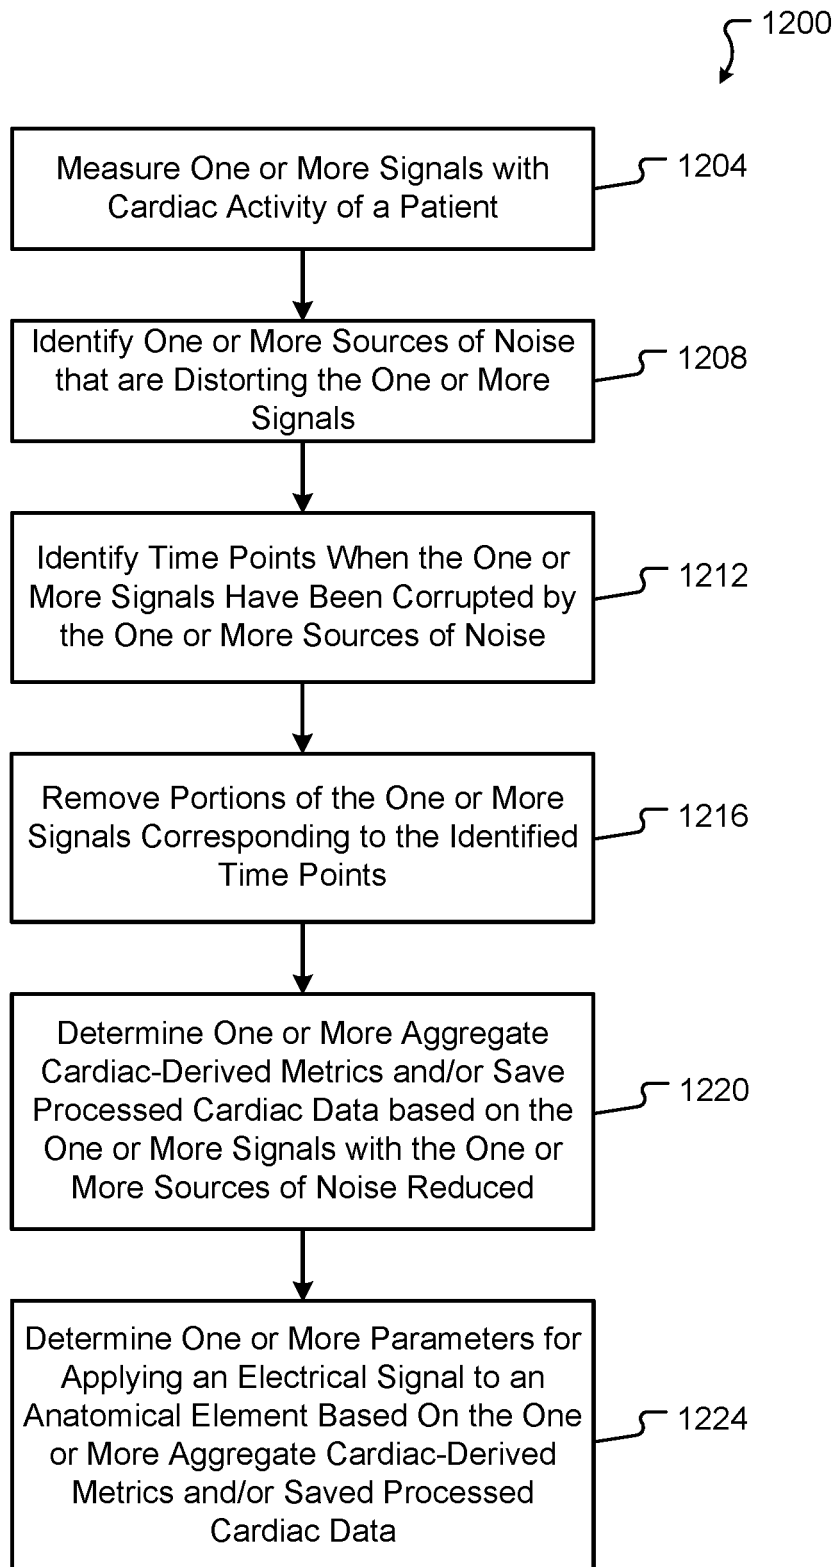 1200
Measure One or More Signals with
Cardiac Activity of a Patient
1204
Identify One or More Sources of Noise
that are Distorting the One or More
Signals
1208
Identify Time Points When the One or
More Signals Have Been Corrupted by
the One or More Sources of Noise
1212
Remove Portions of the One or More
Signals Corresponding to the Identified
Time Points
1216
Determine One or More Aggregate
Cardiac-Derived Metrics and/or Save
Processed Cardiac Data based on the
One or More Signals with the One or
More Sources of Noise Reduced
1220
Determine One or More Parameters for
Applying an Electrical Signal to an
Anatomical Element Based On the One
or More Aggregate Cardiac-Derived
Metrics and/or Saved Processed
Cardiac Data
1224